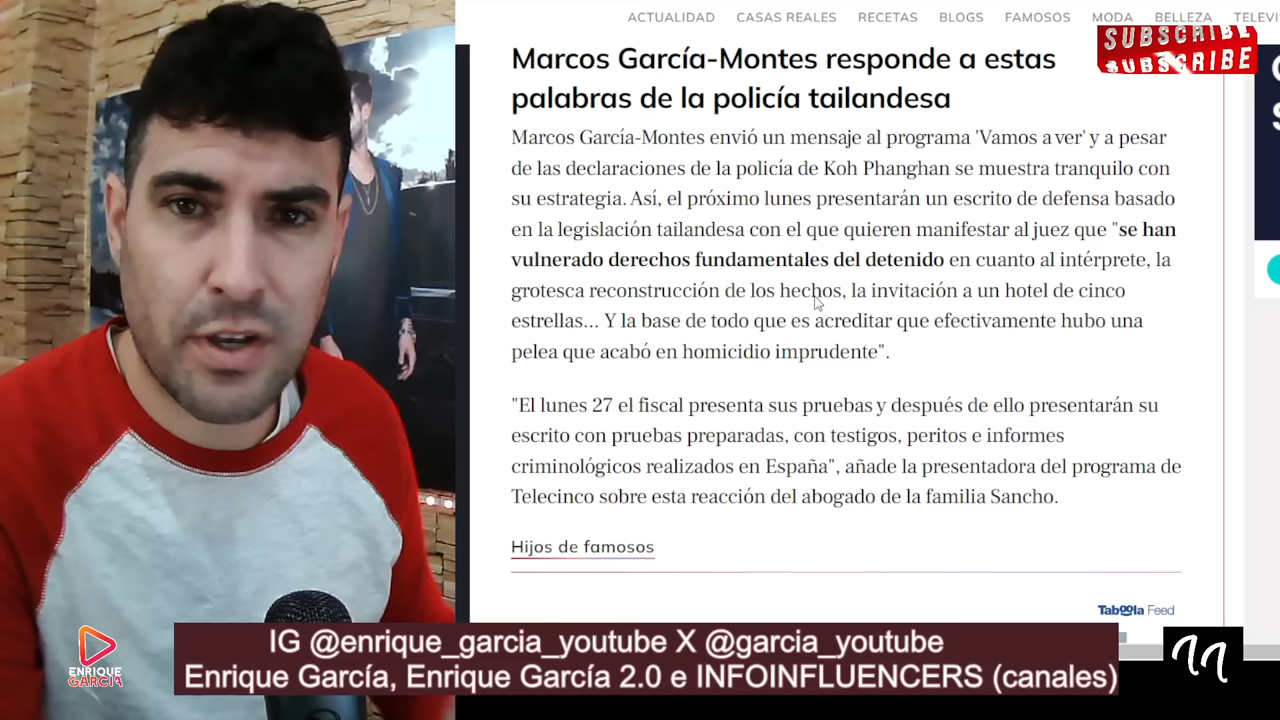 ACTUALIDAD CASAS REALES RECETAS BLOGS FAMOSOS MODA BELLEZA
SUBSCRIBE
SUBSCRIBE
Marcos García-Montes responde a estas
palabras de la policía tailandesa
Marcos García-Montes envió un mensaje al programa 'Vamos a ver' y a pesar
de las declaraciones de la policía de Koh Phanghan se muestra tranquilo con
su estrategia. Así, el próximo lunes presentarán un escrito de defensa basado
en la legislación tailandesa con el que quieren manifestar al juez que "se han
vulnerado derechos fundamentales del detenido en cuanto al intérprete, la
grotesca reconstrucción de los hechos, la invitación a un hotel de cinco
estrellas... Y la base de todo que es acreditar que efectivamente hubo una
pelea que acabó en homicidio imprudente".
"El lunes 27 el fiscal presenta sus pruebas y después de ello presentarán su
escrito con pruebas preparadas, con testigos, peritos e informes
criminológicos realizados en España", añade la presentadora del programa de
Telecinco sobre esta reacción del abogado de la familia Sancho.
Hijos de famosos
Taboola Feed
IG @enrique_garcia_youtube X @garcia_youtube
Enrique García, Enrique García 2.0 e INFOINFLUENCERS (canales)
ENRIQUE
GARCÍA